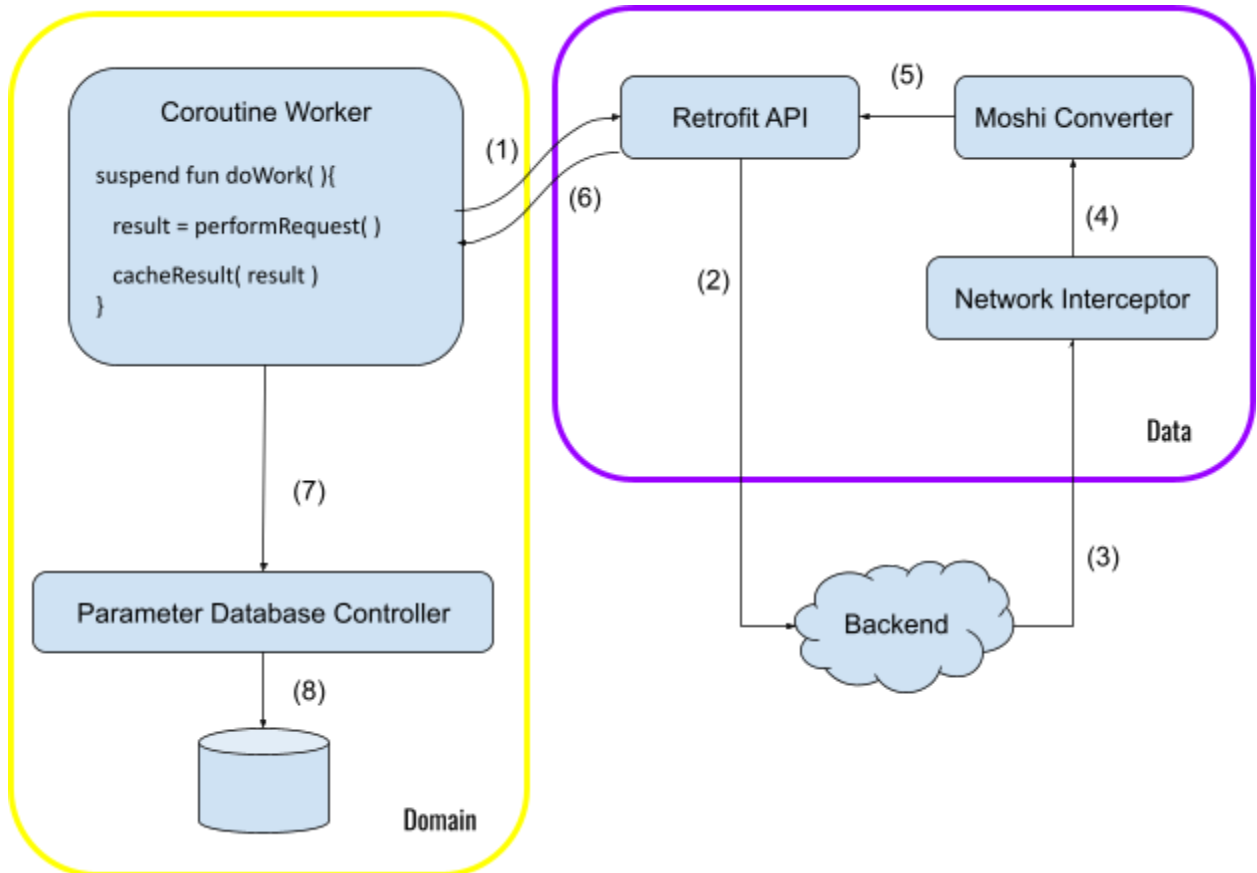 Coroutine Worker
suspend fun doWork( ){
result = performRequest( )
cacheResult( result )
}
(1)
(6)
Retrofit API
(5)
Moshi Converter
(2)
(4)
Network Interceptor
Data
(7)
(3)
Parameter Database Controller
Backend
(8)
Domain